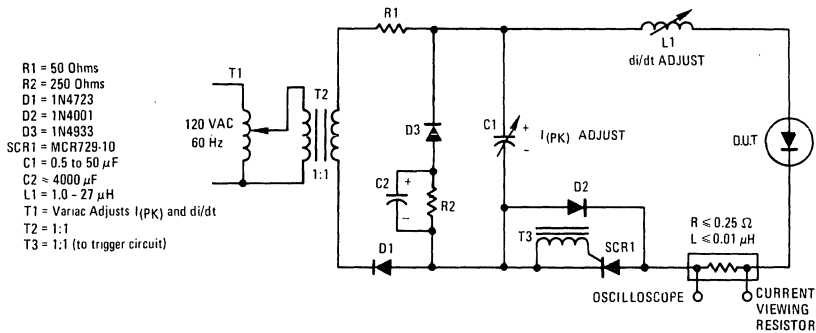 R1 = 50 Ohms
R2 = 250 Ohms
D1 = 1N4723
D2 = 1N4001
D3 = 1N4933
SCR1 = MCR729-10
C1 = 0.5 to 50 μF
C2 ≈ 4000 μF
L1 = 1.0 - 27 μH
T1 = Variac Adjusts I(PK) and di/dt
T2 = 1:1
T3 = 1:1 (to trigger circuit)
T1
120 VAC
60 Hz
T2
1:1
R1
D3
C2
+
–
R2
D1
C1
+
–
I(PK) ADJUST
L1
di/dt ADJUST
D.U.T
D2
T3
SCR1
R ⩽ 0.25 Ω
L ⩽ 0.01 μH
OSCILLOSCOPE
CURRENT
VIEWING
RESISTOR